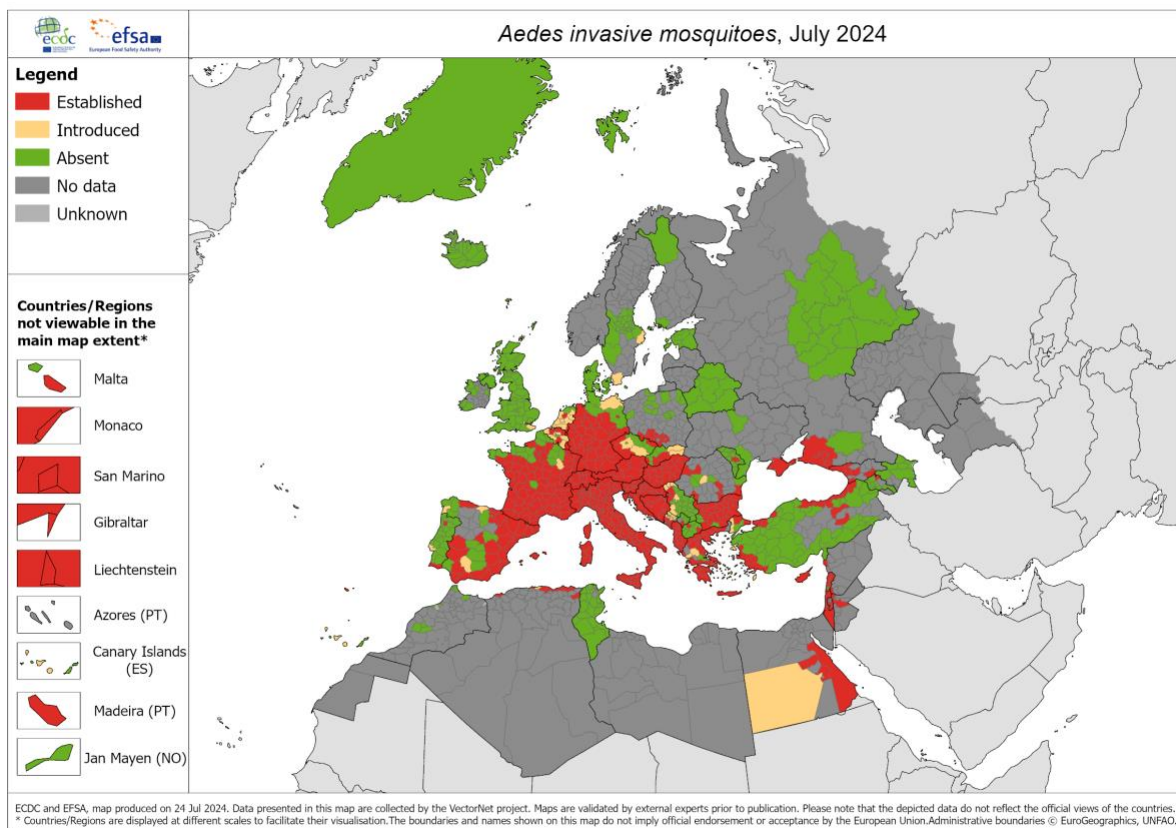 ecdc
efsa
European Food Safety Authority
Aedes invasive mosquitoes, July 2024
Legend
Established
Introduced
Absent
No data
Unknown
Countries/Regions
not viewable in the
main map extent*
Malta
Monaco
San Marino
Gibraltar
Liechtenstein
Azores (PT)
Canary Islands
(ES)
Madeira (PT)
Jan Mayen (NO)
ECDC and EFSA, map produced on 24 Jul 2024. Data presented in this map are collected by the VectorNet project. Maps are validated by external experts prior to publication. Please note that the depicted data do not reflect the official views of the countries.
* Countries/Regions are displayed at different scales to facilitate their visualisation.The boundaries and names shown on this map do not imply official endorsement or acceptance by the European Union.Administrative boundaries © EuroGeographics, UNFAO.